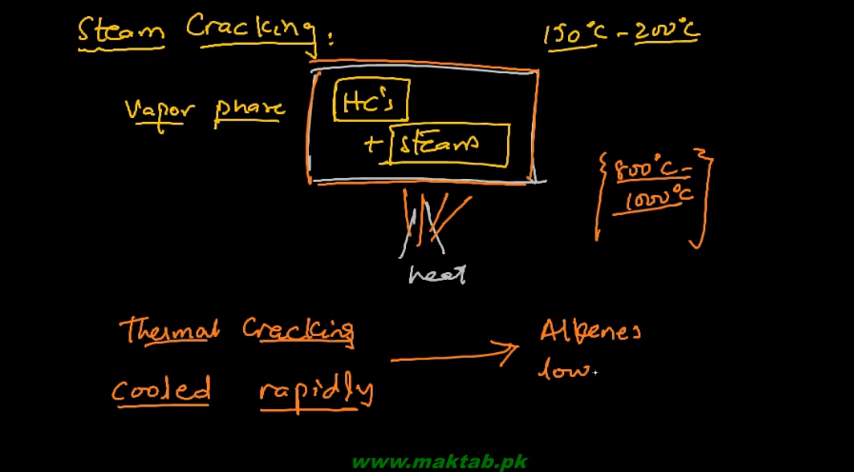 Steam Cracking:
150°C - 200°C
Vapor phase
HC's
+ Steam
800°C -
1000°C
heat
Thermal Cracking
Cooled rapidly
Alkenes
low
www.maktab.pk